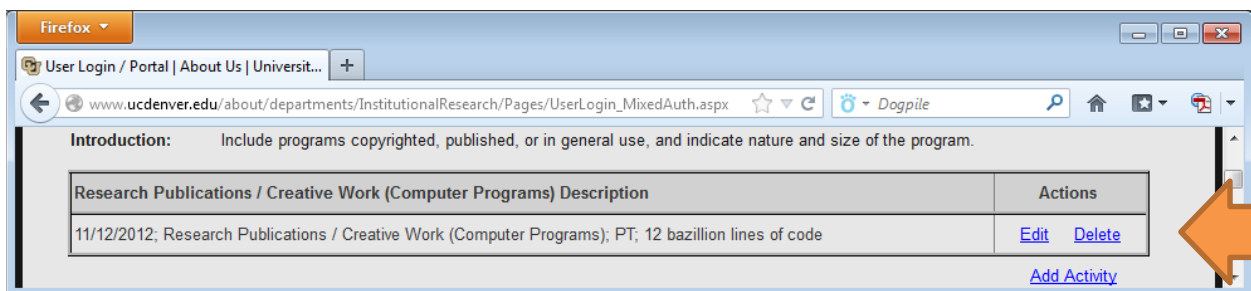 Firefox
User Login / Portal | About Us | Universit...
www.ucdenver.edu/about/departments/InstitutionalResearch/Pages/UserLogin_MixedAuth.aspx Dogpile
Introduction: Include programs copyrighted, published, or in general use, and indicate nature and size of the program.
Research Publications / Creative Work (Computer Programs) Description Actions
11/12/2012; Research Publications / Creative Work (Computer Programs); PT; 12 bazillion lines of code Edit Delete
Add Activity